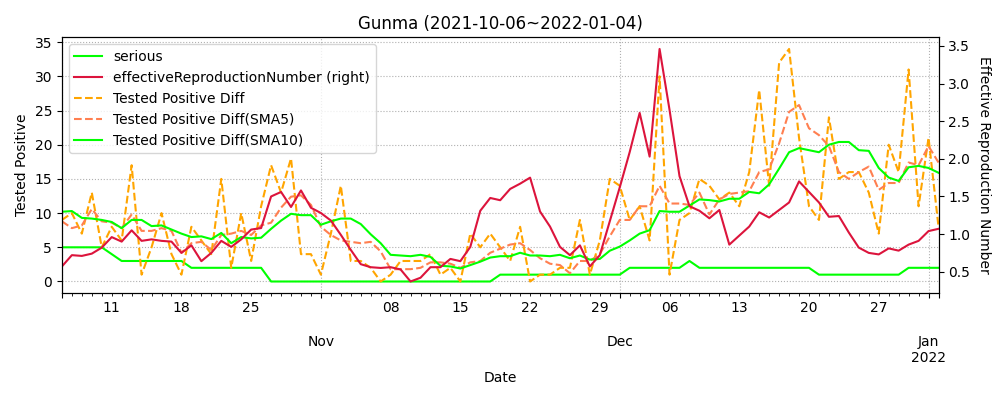 Gunma (2021-10-06~2022-01-04)
serious
effectiveReproductionNumber (right)
Tested Positive Diff
Tested Positive Diff(SMA5)
Tested Positive Diff(SMA10)
Tested Positive
35
30
25
20
15
10
5
0
3.5
3.0
2.5
2.0
1.5
1.0
0.5
Effective Reproduction Number
11 18 25 08 15 22 29 06 13 20 27
Nov Dec Jan
2022
Date